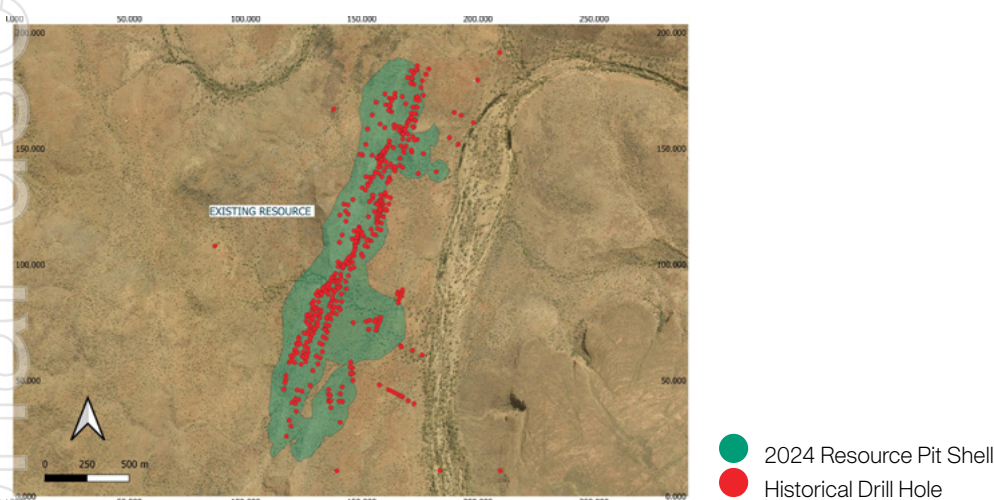 50.000 100.000 150.000 200.000 250.000
200.000 200.000
150.000 150.000
EXISTING RESOURCE
100.000 100.000
50.000 50.000
0 250 500 m
2024 Resource Pit Shell
Historical Drill Hole
0.000